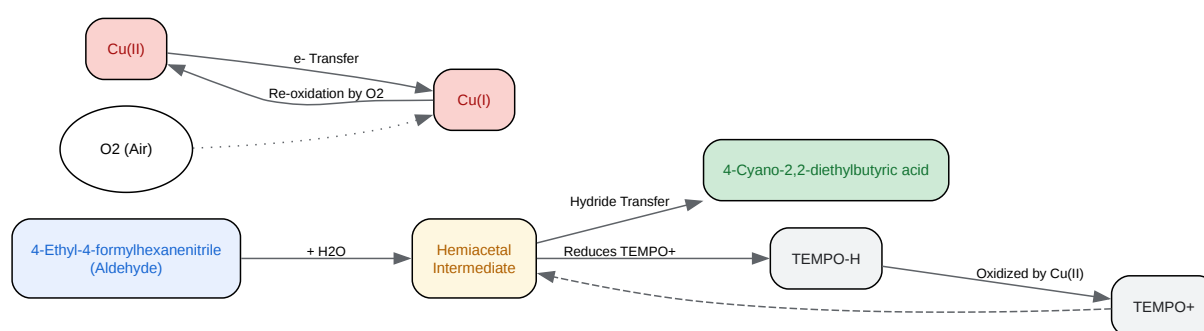 Cu(II)
e- Transfer
Re-oxidation by O2
Cu(I)
O2 (Air)
4-Ethyl-4-formylhexanenitrile
(Aldehyde)
+ H2O
Hemiacetal
Intermediate
Hydride Transfer
4-Cyano-2,2-diethylbutyric acid
Reduces TEMPO+
TEMPO-H
Oxidized by Cu(II)
TEMPO+